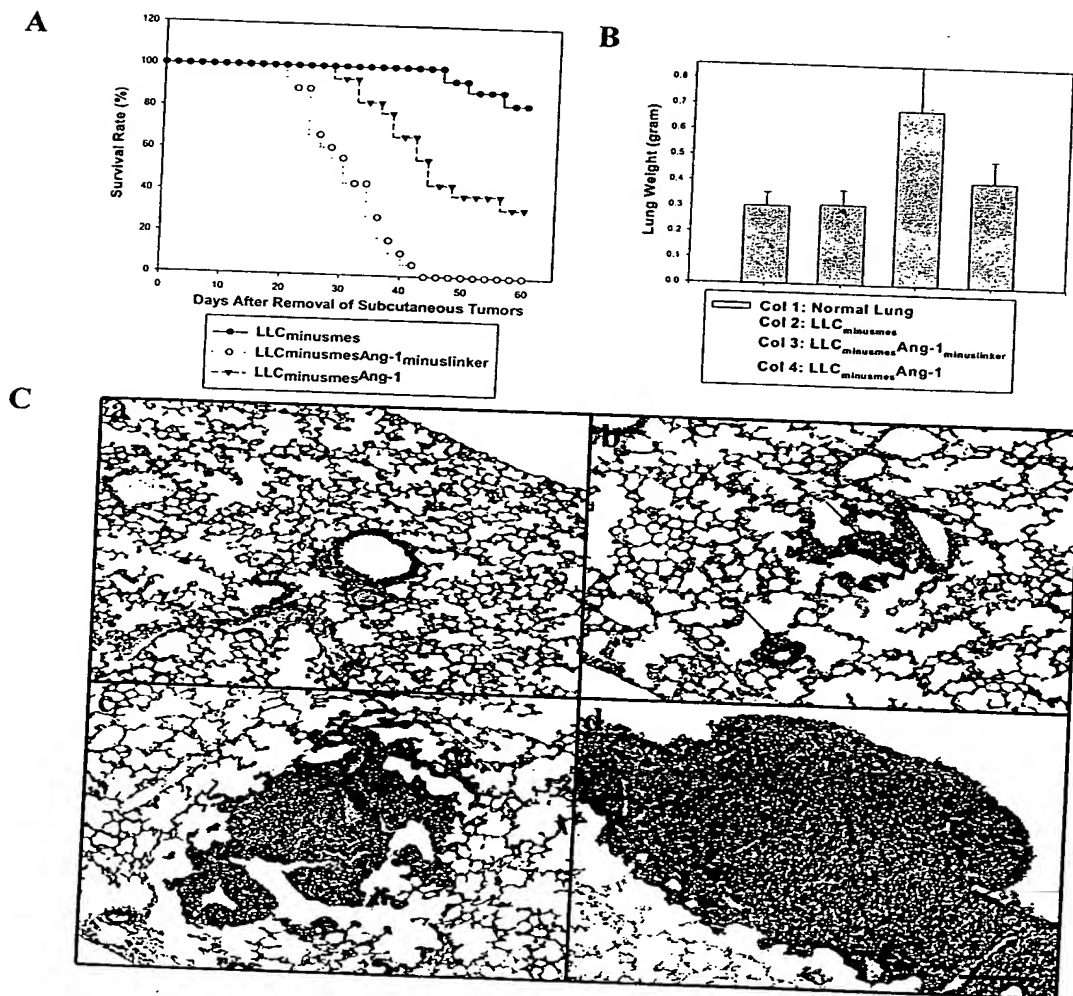 A
120
100
80
60
40
20
0
Survival Rate (%)
0 10 20 30 40 50 60
Days After Removal of Subcutaneous Tumors
LLCminusmes
LLCminusmesAng-1minuslinker
LLCminusmesAng-1
B
0.8
0.7
0.6
0.5
0.4
0.3
0.2
0.1
0.0
Lung Weight (gram)
Col 1: Normal Lung
Col 2: LLCminusmes
Col 3: LLCminusmesAng-1minuslinker
Col 4: LLCminusmesAng-1
C
a
b
c
d